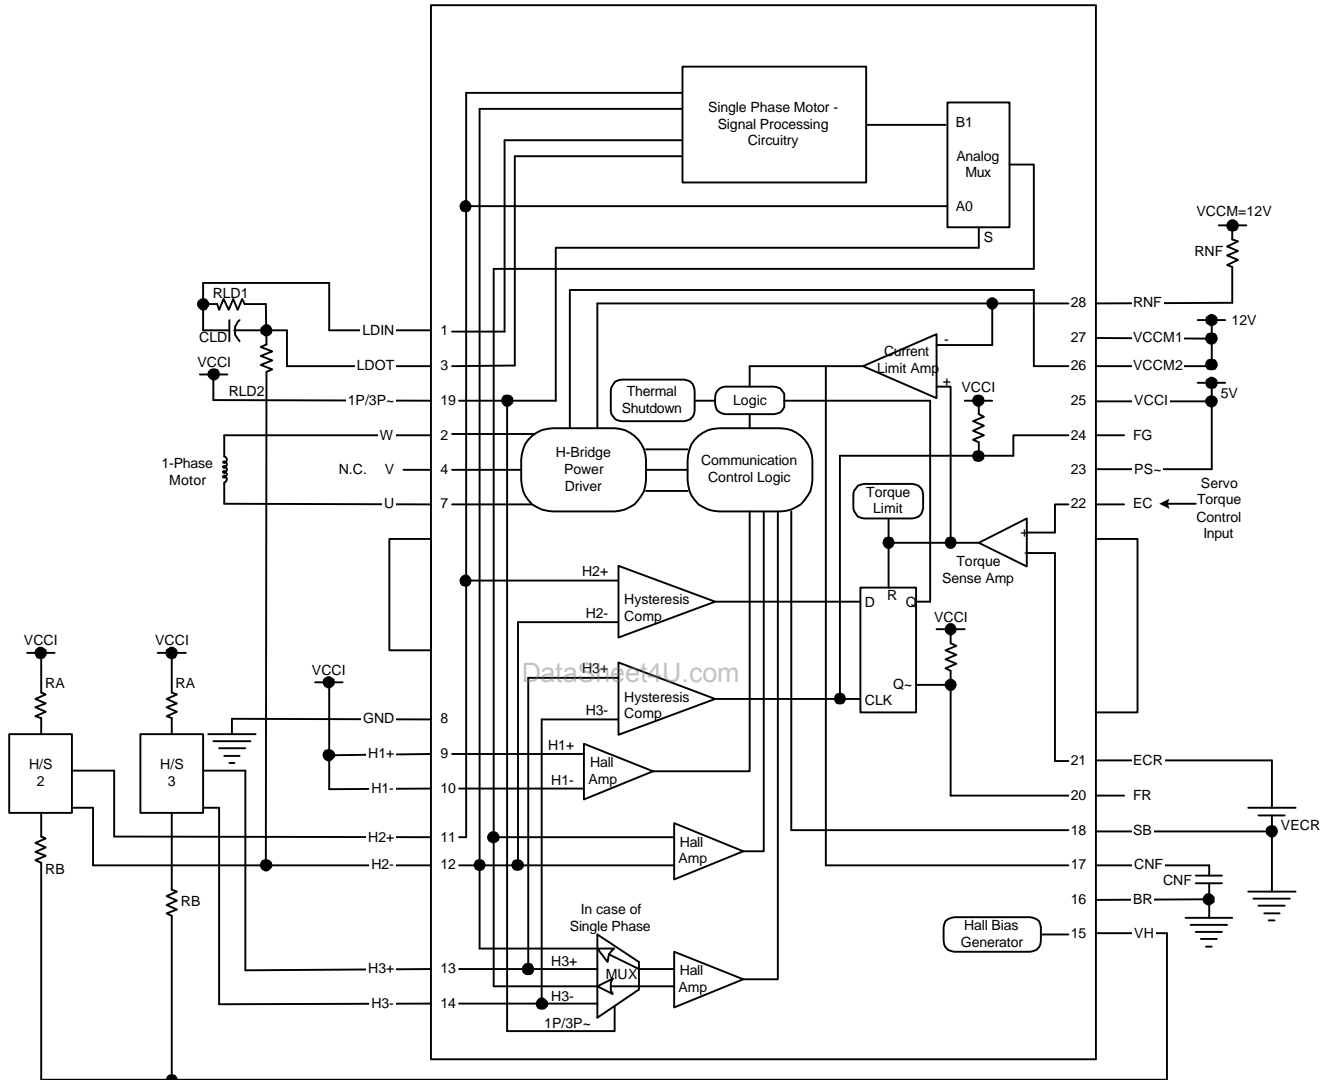 Single Phase Motor -
Signal Processing
Circuitry
B1
Analog
Mux
A0
S
VCCM=12V
RNF
RLD1
CLD
VCCI
RLD2
LDIN
1
LDOT
3
1P/3P~
19
W
2
N.C.
V
4
U
7
1-Phase
Motor
28
RNF
27
VCCM1
12V
26
VCCM2
25
VCCI
5V
24
FG
23
PS~
22
EC
Servo
Torque
Control
Input
-
Current
Limit Amp
+
VCCI
Thermal
Shutdown
Logic
H-Bridge
Power
Driver
Communication
Control Logic
Torque
Limit
+
-
Torque
Sense Amp
H2+
H2-
Hysteresis
Comp
D
R
Q
Q~
CLK
VCCI
DataSheet4U.com
H3+
H3-
Hysteresis
Comp
VCCI
RA
H/S
2
RB
VCCI
RA
H/S
3
RB
VCCI
GND
8
H1+
9
H1-
10
H2+
11
H2-
12
H3+
13
H3-
14
H1+
H1-
Hall
Amp
Hall
Amp
In case of
Single Phase
H3+
MUX
H3-
1P/3P~
Hall
Amp
21
ECR
20
FR
18
SB
VECR
17
CNF
CNF
16
BR
15
VH
Hall Bias
Generator